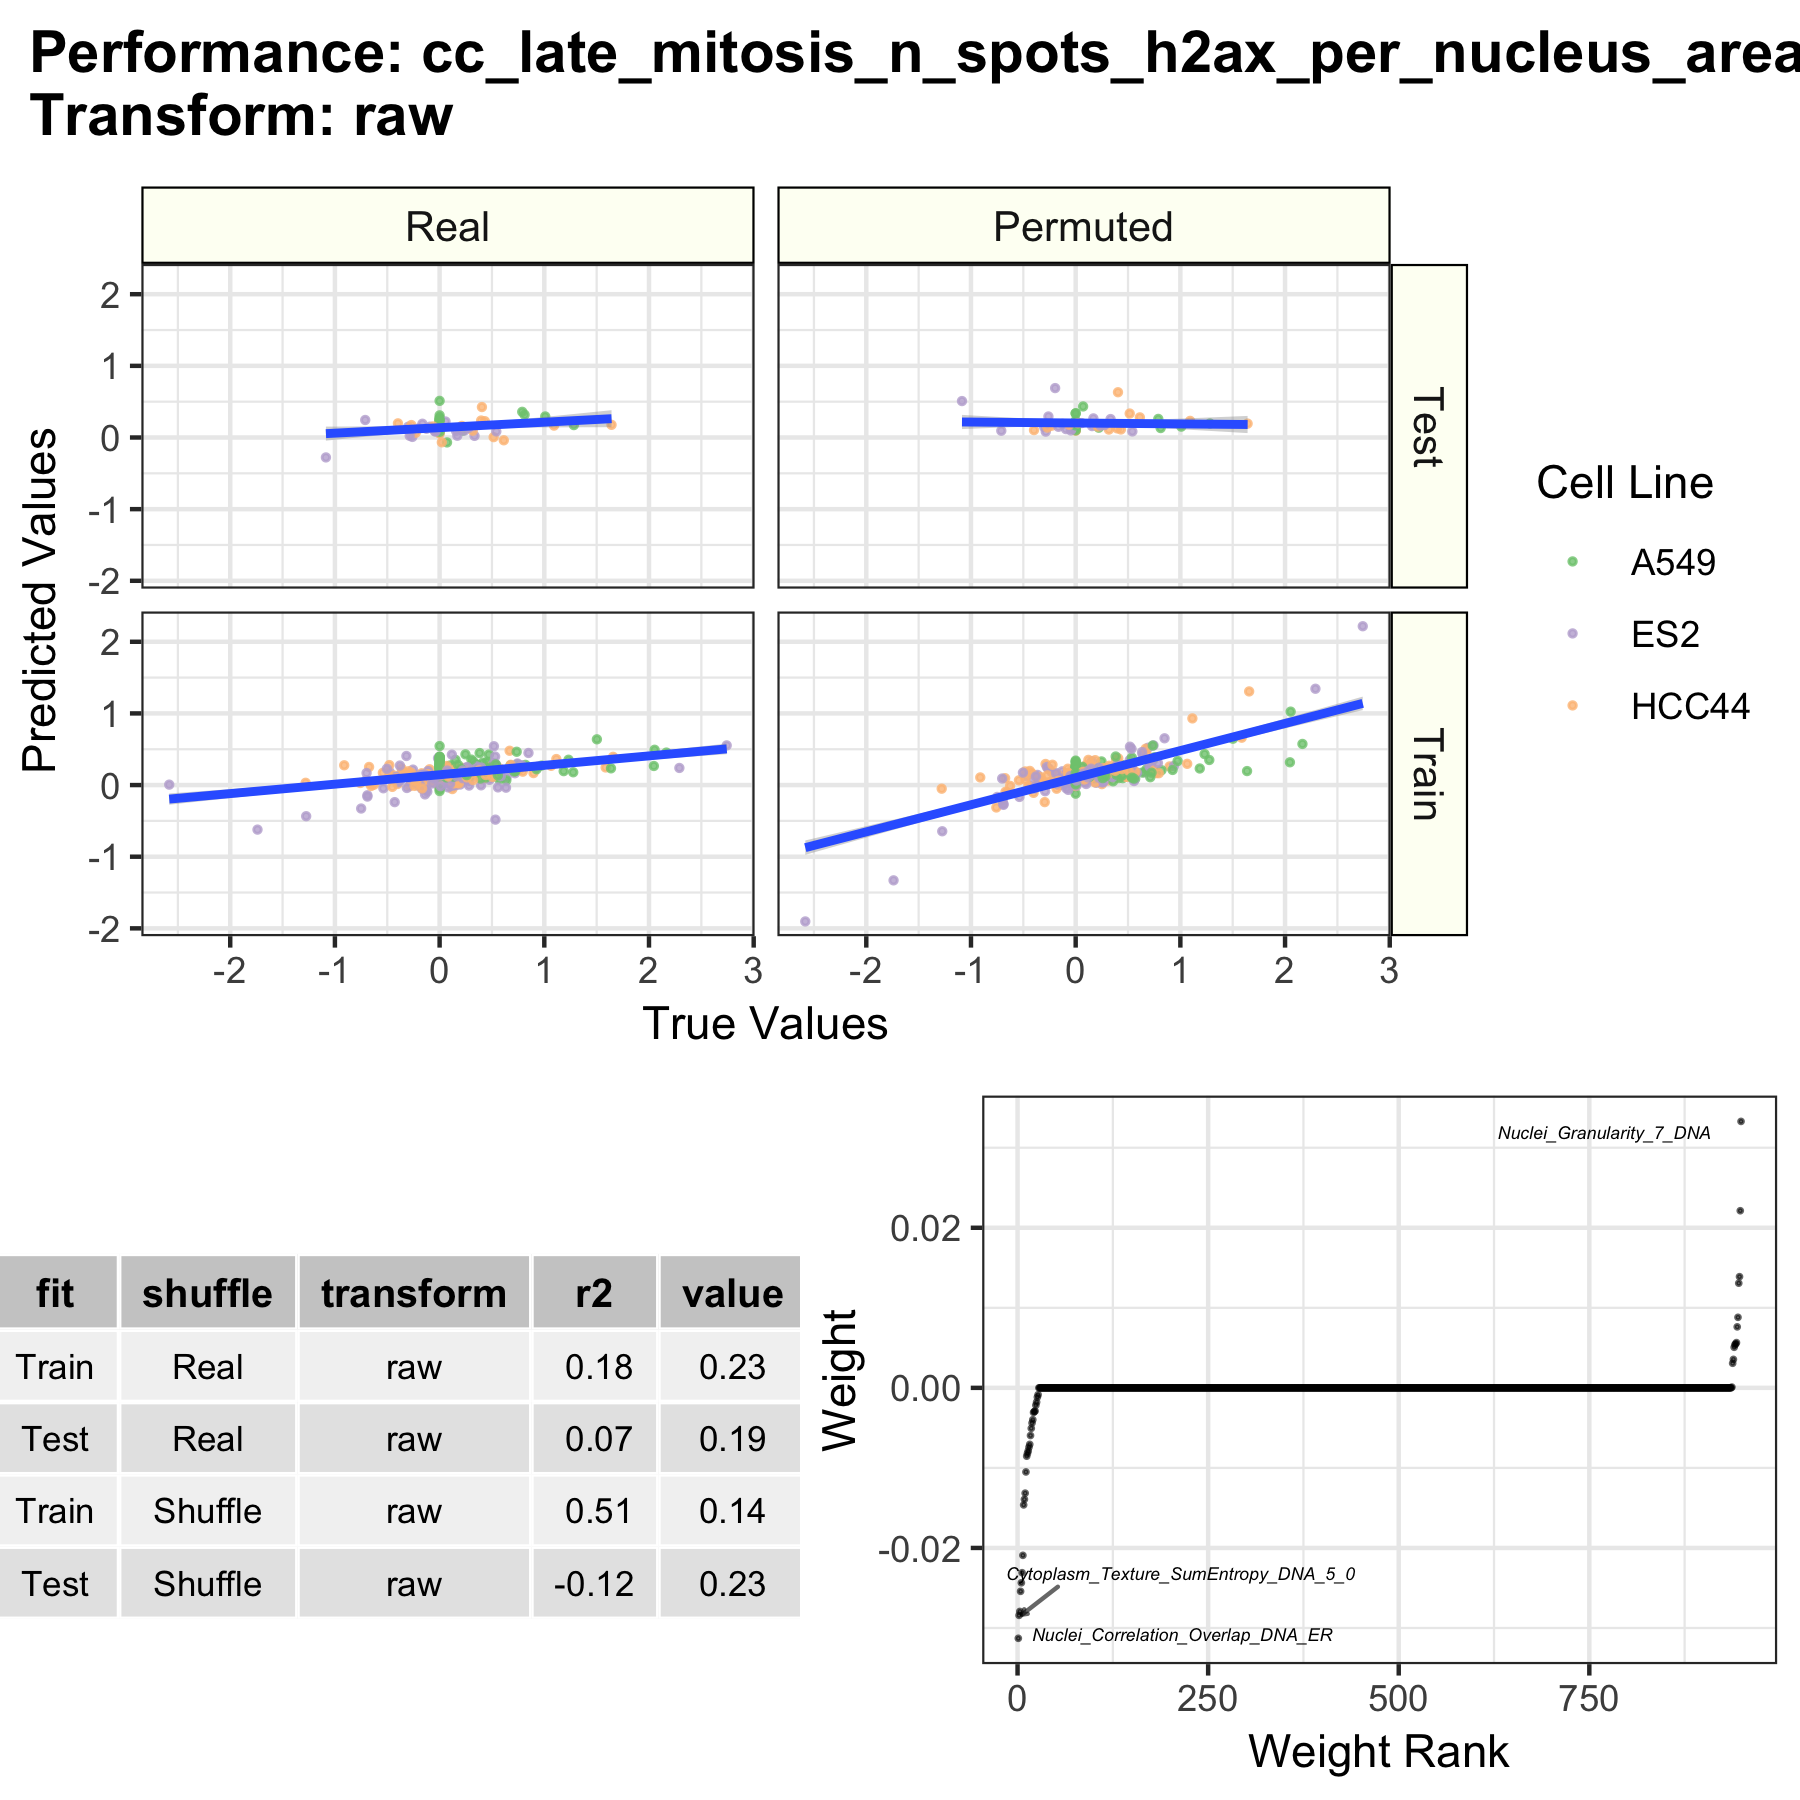 Performance: cc_late_mitosis_n_spots_h2ax_per_nucleus_area
Transform: raw
Real
Permuted
2
1
0
-1
-2
Test
2
1
0
-1
-2
Train
Predicted Values
-2
-1
0
1
2
3
-2
-1
0
1
2
3
True Values
Cell Line
A549
ES2
HCC44
fit shuffle transform r2 value
Train Real raw 0.18 0.23
Test Real raw 0.07 0.19
Train Shuffle raw 0.51 0.14
Test Shuffle raw -0.12 0.23
Weight
0.02
0.00
-0.02
Nuclei_Granularity_7_DNA
Cytoplasm_Texture_SumEntropy_DNA_5_0
Nuclei_Correlation_Overlap_DNA_ER
0
250
500
750
Weight Rank